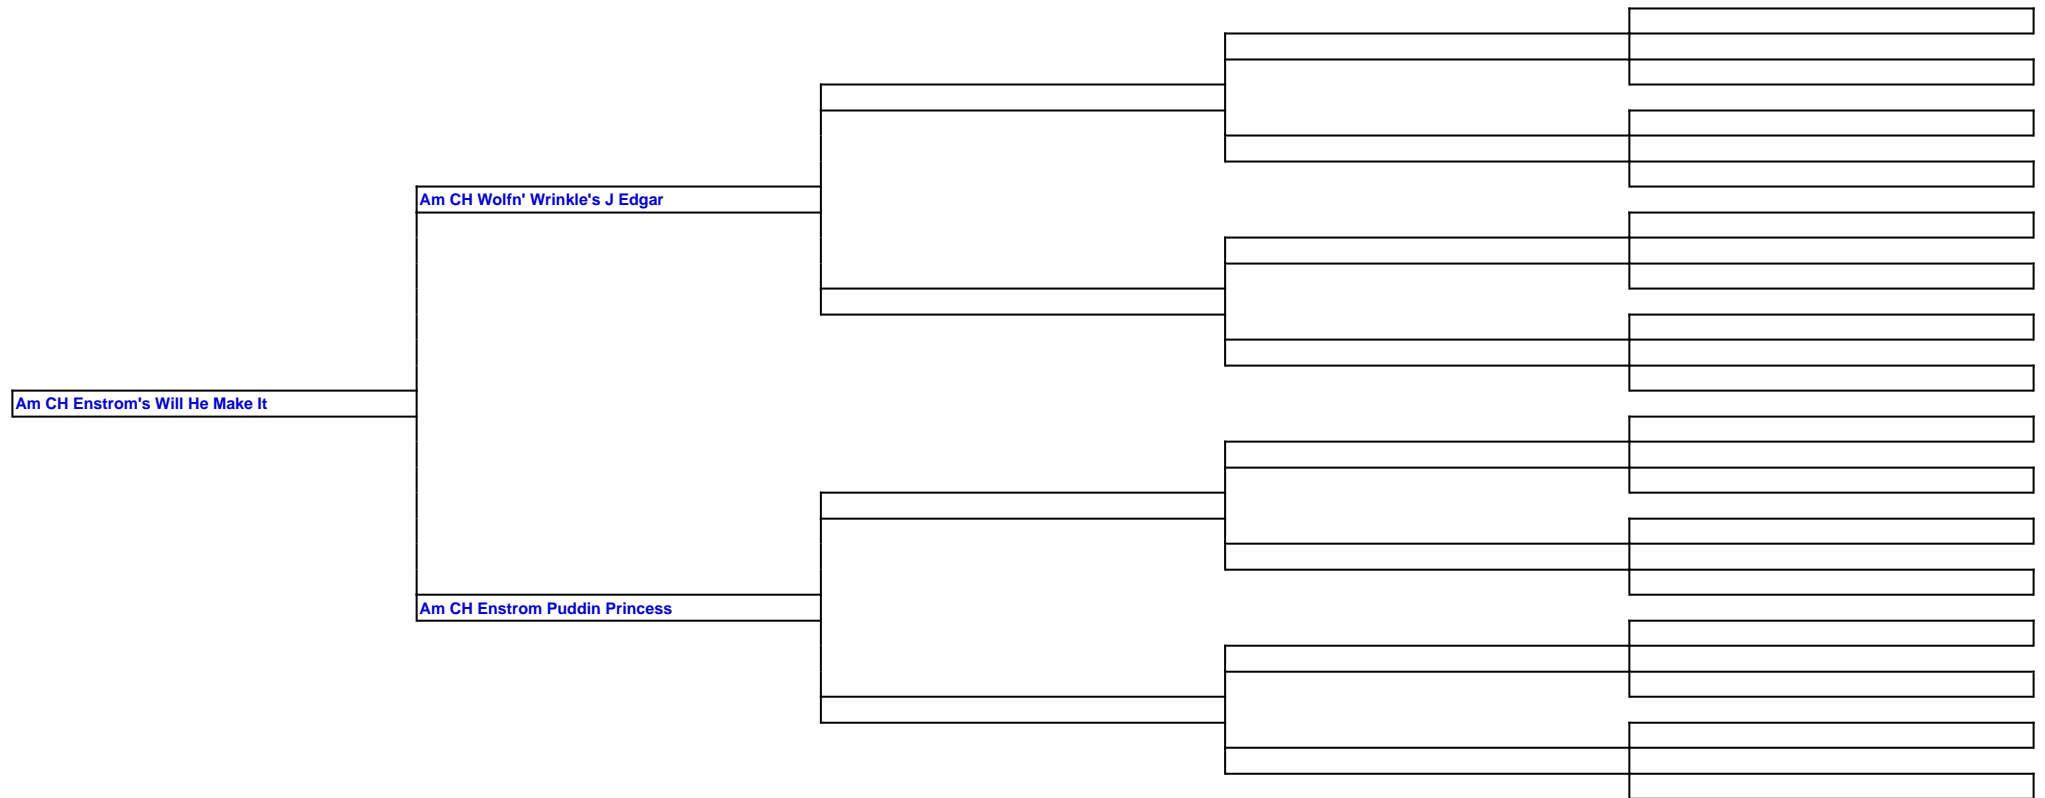 Am CH Wolfn' Wrinkle's J Edgar
Am CH Enstrom's Will He Make It
Am CH Enstrom Puddin Princess